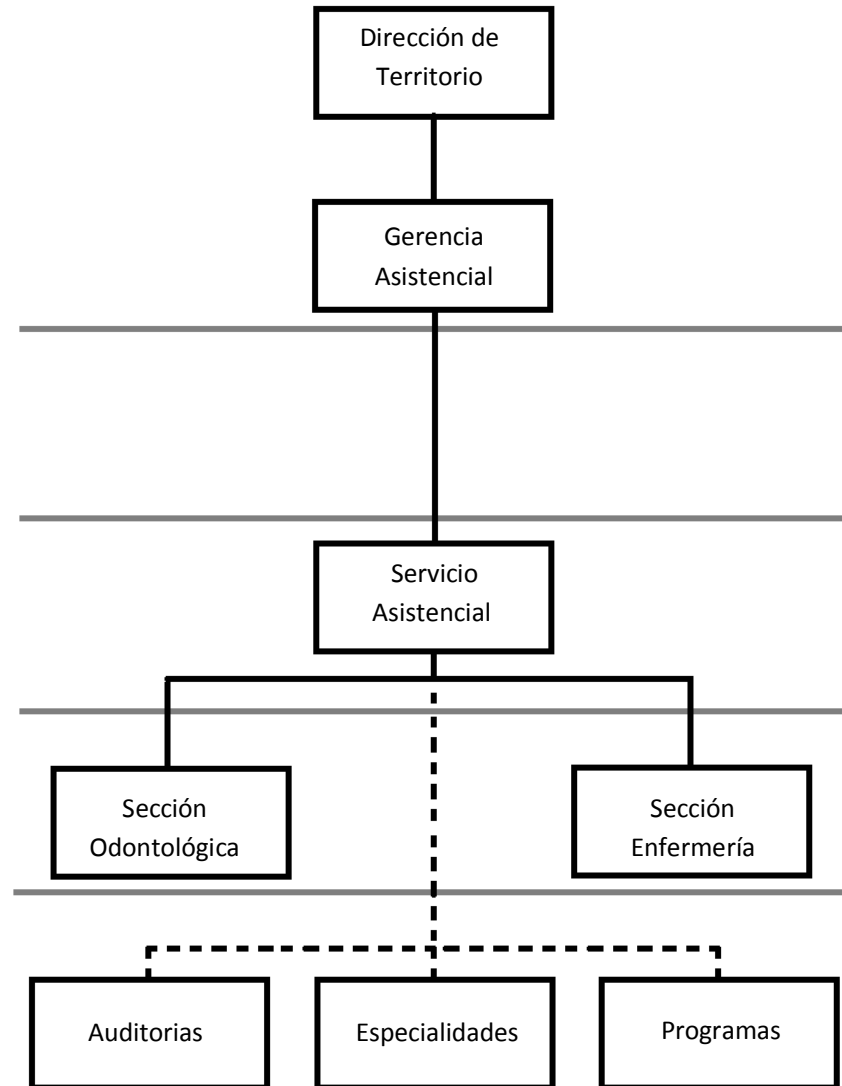 Dirección de
Territorio
Gerencia
Asistencial
Servicio
Asistencial
Sección
Odontológica
Sección
Enfermería
Auditorias
Especialidades
Programas